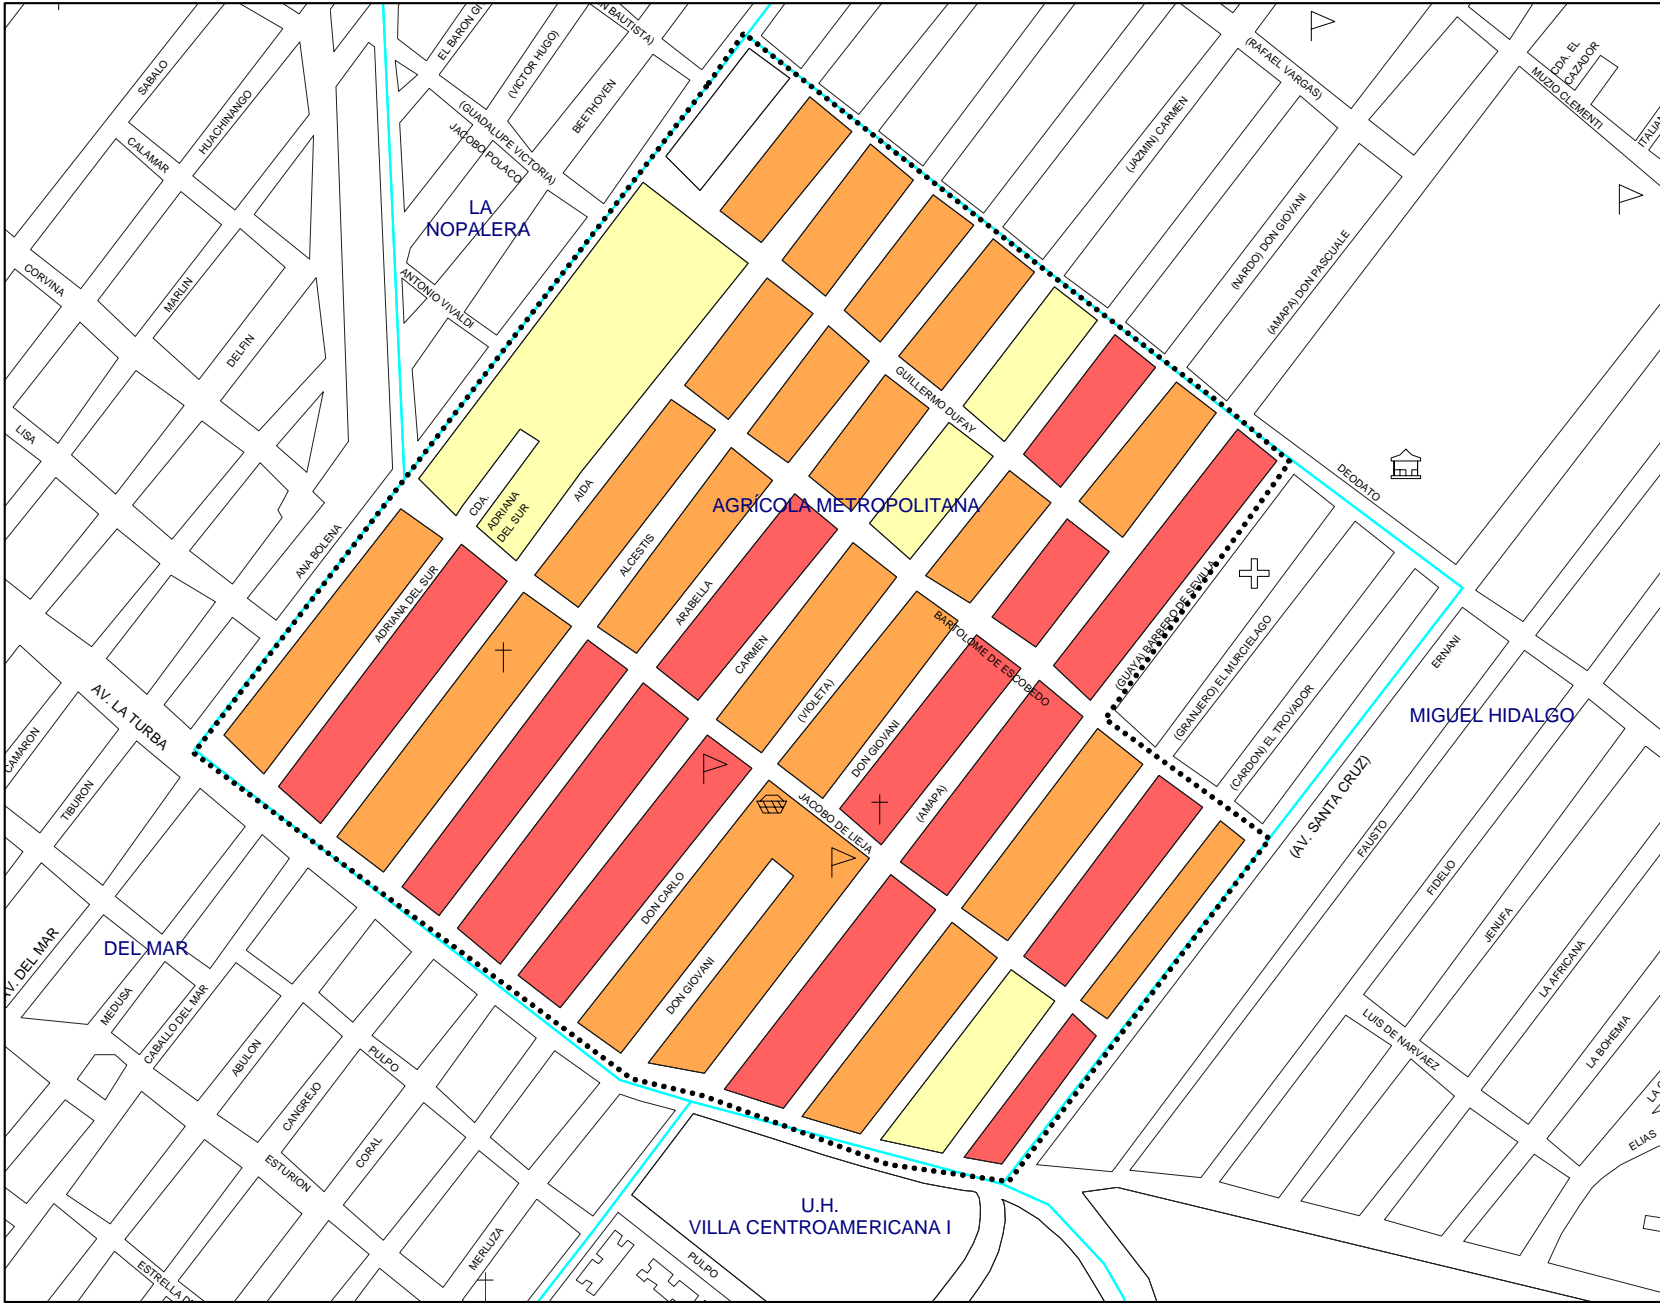 SABALO
HUACHINANGO
CALAMAR
CORVINA
MARLIN
DELFIN
LISA
ANA BOLENA
(VICTOR HUGO)
BEETHOVEN
(GUADALUPE VICTORIA)
JACOBO POLACO
LA
NOPALERA
ANTONIO VIVALDI
(RAFAEL VARGAS)
CDA. EL
CAZADOR
MUZIO CLEMENTI
(JAZMIN) CARMEN
(NARDO) DON GIOVANI
(AMAPA) DON PASCUALE
DEODATO
GUILLERMO DUFAY
AGRÍCOLA METROPOLITANA
CDA.
ADRIANA
DEL SUR
AIDA
ALCESTIS
ARABELLA
CARMEN
(VIOLETA)
DON GIOVANI
(AMAPA)
ADRIANA DEL SUR
BARTOLOME DE ESCOBEDO
(GUAYA) BARBERO DE SEVILLA
(GRANJERO) EL MURCIELAGO
(CARDON) EL TROVADOR
ERNANI
MIGUEL HIDALGO
(AV. SANTA CRUZ)
FAUSTO
FIDELIO
JENUFA
LA AFRICANA
LA BOHEMIA
LUIS DE NARVAEZ
ELIAS
JACOBO DE LIEJA
DON CARLO
DON GIOVANI
AV. LA TURBA
CAMARON
TIBURON
AV. DEL MAR
DEL MAR
MEDUSA
CABALLO DEL MAR
ABULON
CANGREJO
PULPO
CORAL
ESTURION
MERLUZA
PULPO
U.H.
VILLA CENTROAMERICANA I